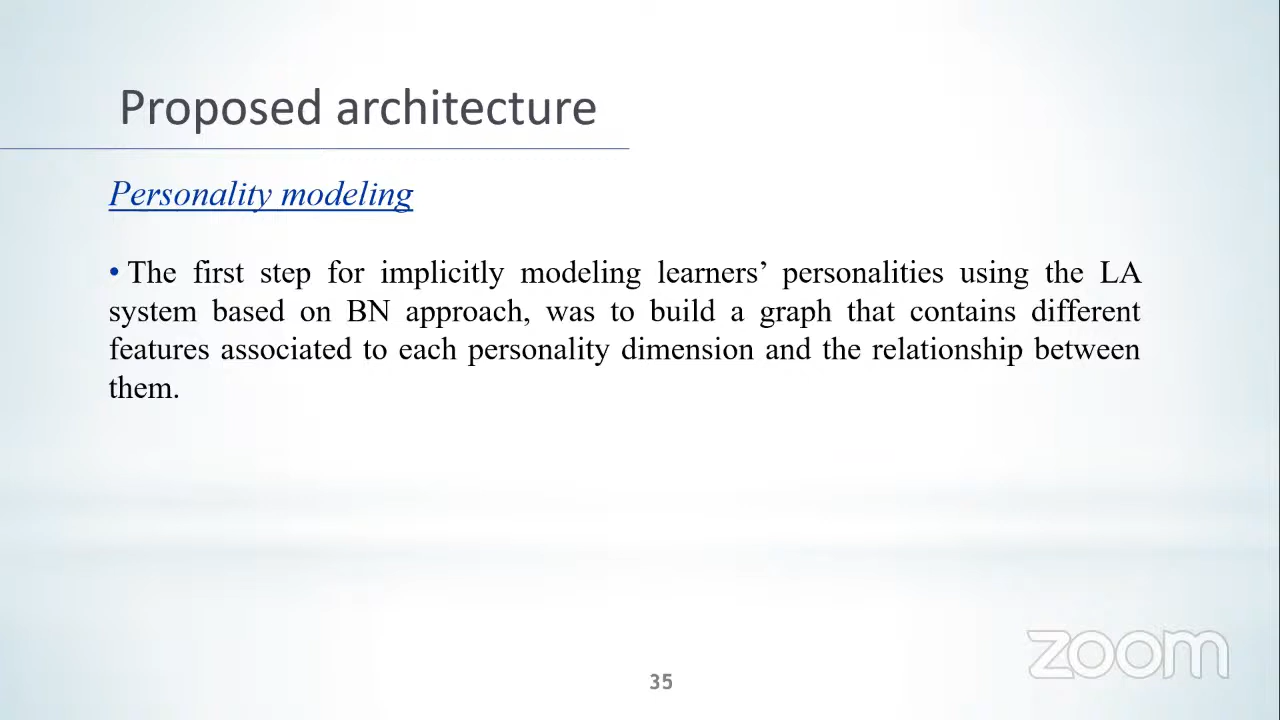 Proposed architecture
Personality modeling
• The first step for implicitly modeling learners’ personalities using the LA
system based on BN approach, was to build a graph that contains different
features associated to each personality dimension and the relationship between
them.
zoom
35